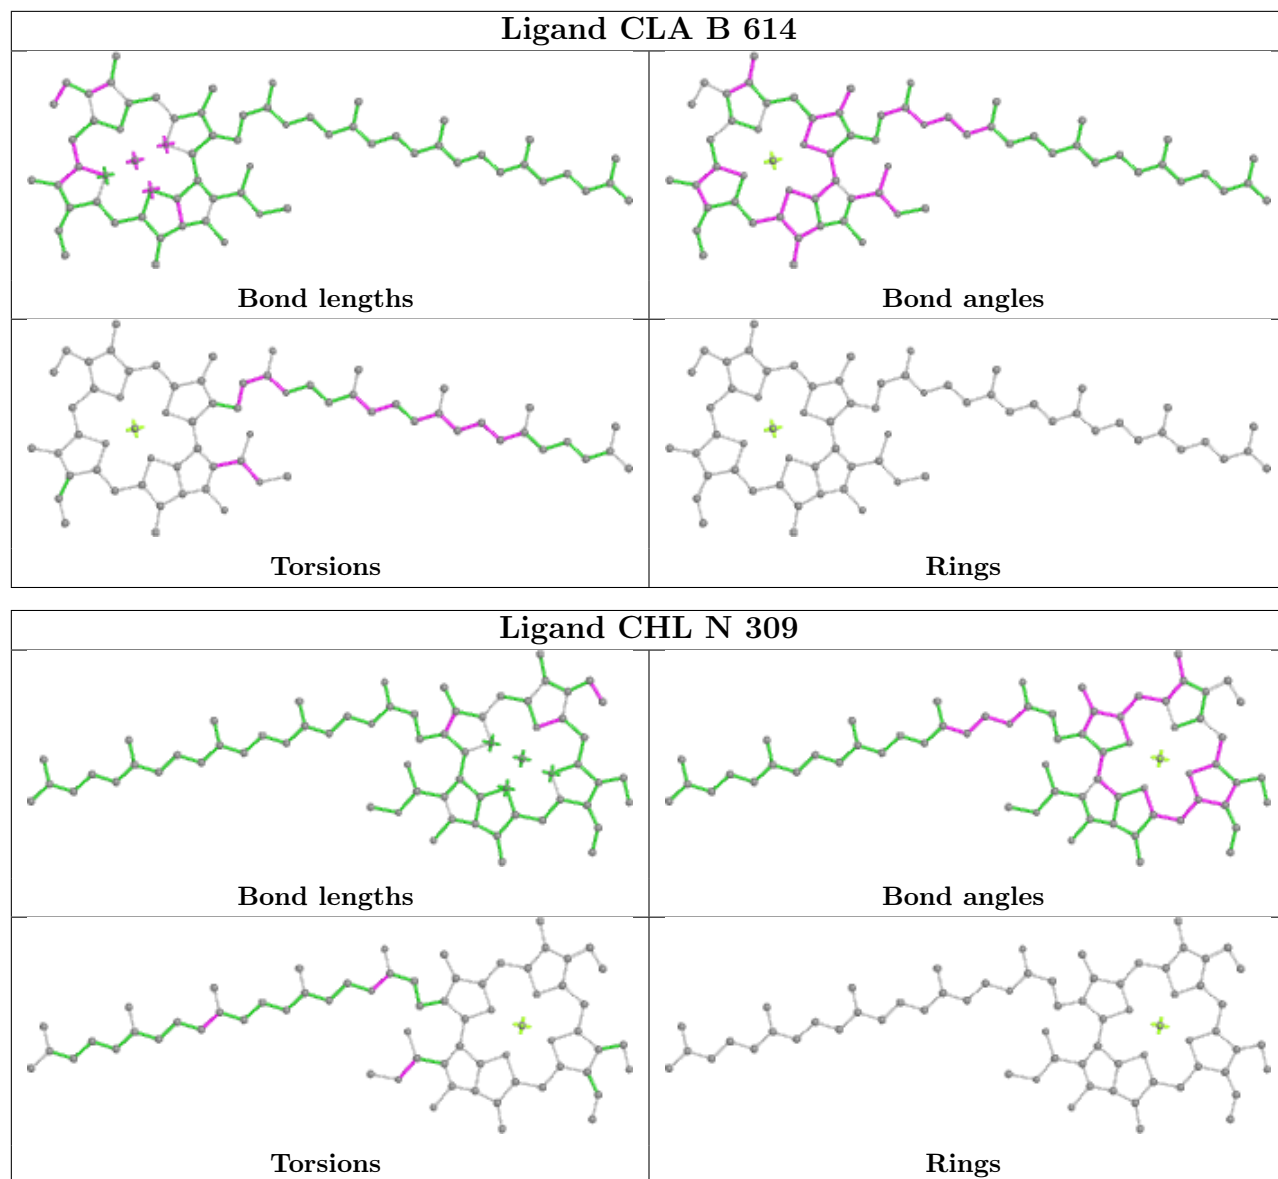 Ligand CLA B 614
Bond lengths
Bond angles
Torsions
Rings
Ligand CHL N 309
Bond lengths
Bond angles
Torsions
Rings